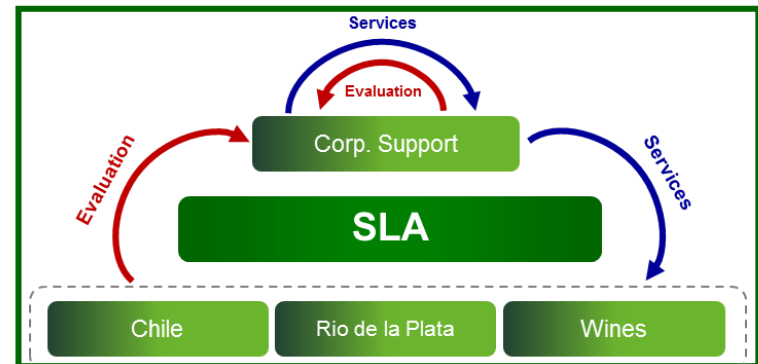 Services
Evaluation
Corp. Support
Evaluation
Services
SLA
Chile
Rio de la Plata
Wines